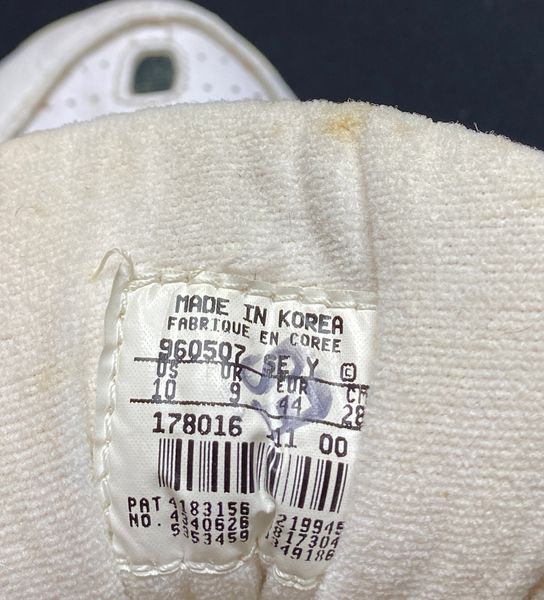 MADE IN KOREA
FABRIQUE EN COREE
960507 SE Y
US UK EUR CM
10 9 44 28
178016 -11 00
PAT 4183156 219945
NO. 4340626 17304
5353459 49186